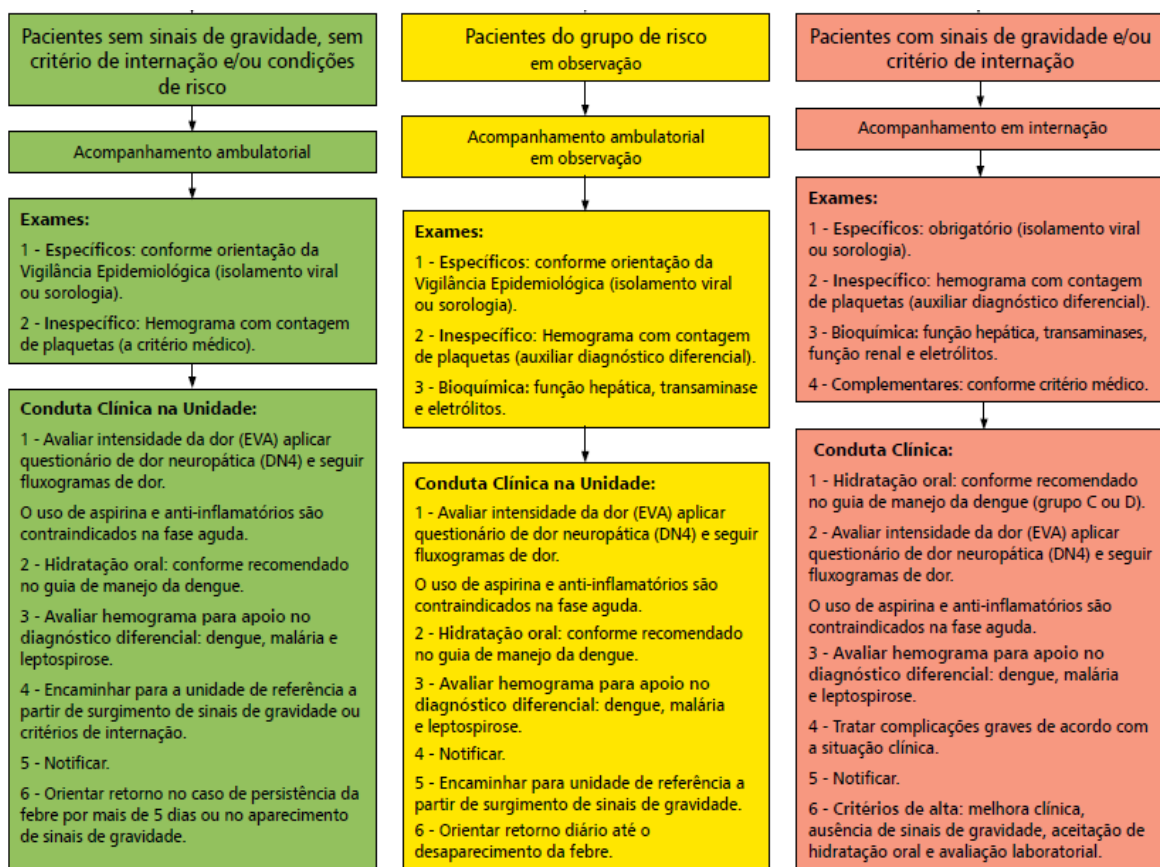 Pacientes sem sinais de gravidade, sem
critério de internação e/ou condições
de risco
Acompanhamento ambulatorial
Exames:
1 - Específicos: conforme orientação da
Vigilância Epidemiológica (isolamento viral
ou sorologia).
2 - Inespecífico: Hemograma com contagem
de plaquetas (a critério médico).
Conduta Clínica na Unidade:
1 - Avaliar intensidade da dor (EVA) aplicar
questionário de dor neuropática (DN4) e seguir
fluxogramas de dor.
O uso de aspirina e anti-inflamatórios são
contraindicados na fase aguda.
2 - Hidratação oral: conforme recomendado
no guia de manejo da dengue.
3 - Avaliar hemograma para apoio no
diagnóstico diferencial: dengue, malária e
leptospirose.
4 - Encaminhar para a unidade de referência a
partir de surgimento de sinais de gravidade ou
critérios de internação.
5 - Notificar.
6 - Orientar retorno no caso de persistência da
febre por mais de 5 dias ou no aparecimento
de sinais de gravidade.
Pacientes do grupo de risco
em observação
Acompanhamento ambulatorial
em observação
Exames:
1 - Específicos: conforme orientação da
Vigilância Epidemiológica (isolamento viral
ou sorologia).
2 - Inespecífico: Hemograma com contagem
de plaquetas (auxiliar diagnóstico diferencial).
3 - Bioquímica: função hepática, transaminase
e eletrólitos.
Conduta Clínica na Unidade:
1 - Avaliar intensidade da dor (EVA) aplicar
questionário de dor neuropática (DN4) e seguir
fluxogramas de dor.
O uso de aspirina e anti-inflamatórios são
contraindicados na fase aguda.
2 - Hidratação oral: conforme recomendado
no guia de manejo da dengue.
3 - Avaliar hemograma para apoio no
diagnóstico diferencial: dengue, malária
e leptospirose.
4 - Notificar.
5 - Encaminhar para unidade de referência a
partir de surgimento de sinais de gravidade.
6 - Orientar retorno diário até o
desaparecimento da febre.
Pacientes com sinais de gravidade e/ou
critério de internação
Acompanhamento em internação
Exames:
1 - Específicos: obrigatório (isolamento viral
ou sorologia).
2 - Inespecífico: hemograma com contagem
de plaquetas (auxiliar diagnóstico diferencial).
3 - Bioquímica: função hepática, transaminases,
função renal e eletrólitos.
4 - Complementares: conforme critério médico.
Conduta Clínica:
1 - Hidratação oral: conforme recomendado
no guia de manejo da dengue (grupo C ou D).
2 - Avaliar intensidade da dor (EVA) aplicar
questionário de dor neuropática (DN4) e seguir
fluxogramas de dor.
O uso de aspirina e anti-inflamatórios são
contraindicados na fase aguda.
3 - Avaliar hemograma para apoio no
diagnóstico diferencial: dengue, malária
e leptospirose.
4 - Tratar complicações graves de acordo com
a situação clínica.
5 - Notificar.
6 - Critérios de alta: melhora clínica,
ausência de sinais de gravidade, aceitação de
hidratação oral e avaliação laboratorial.